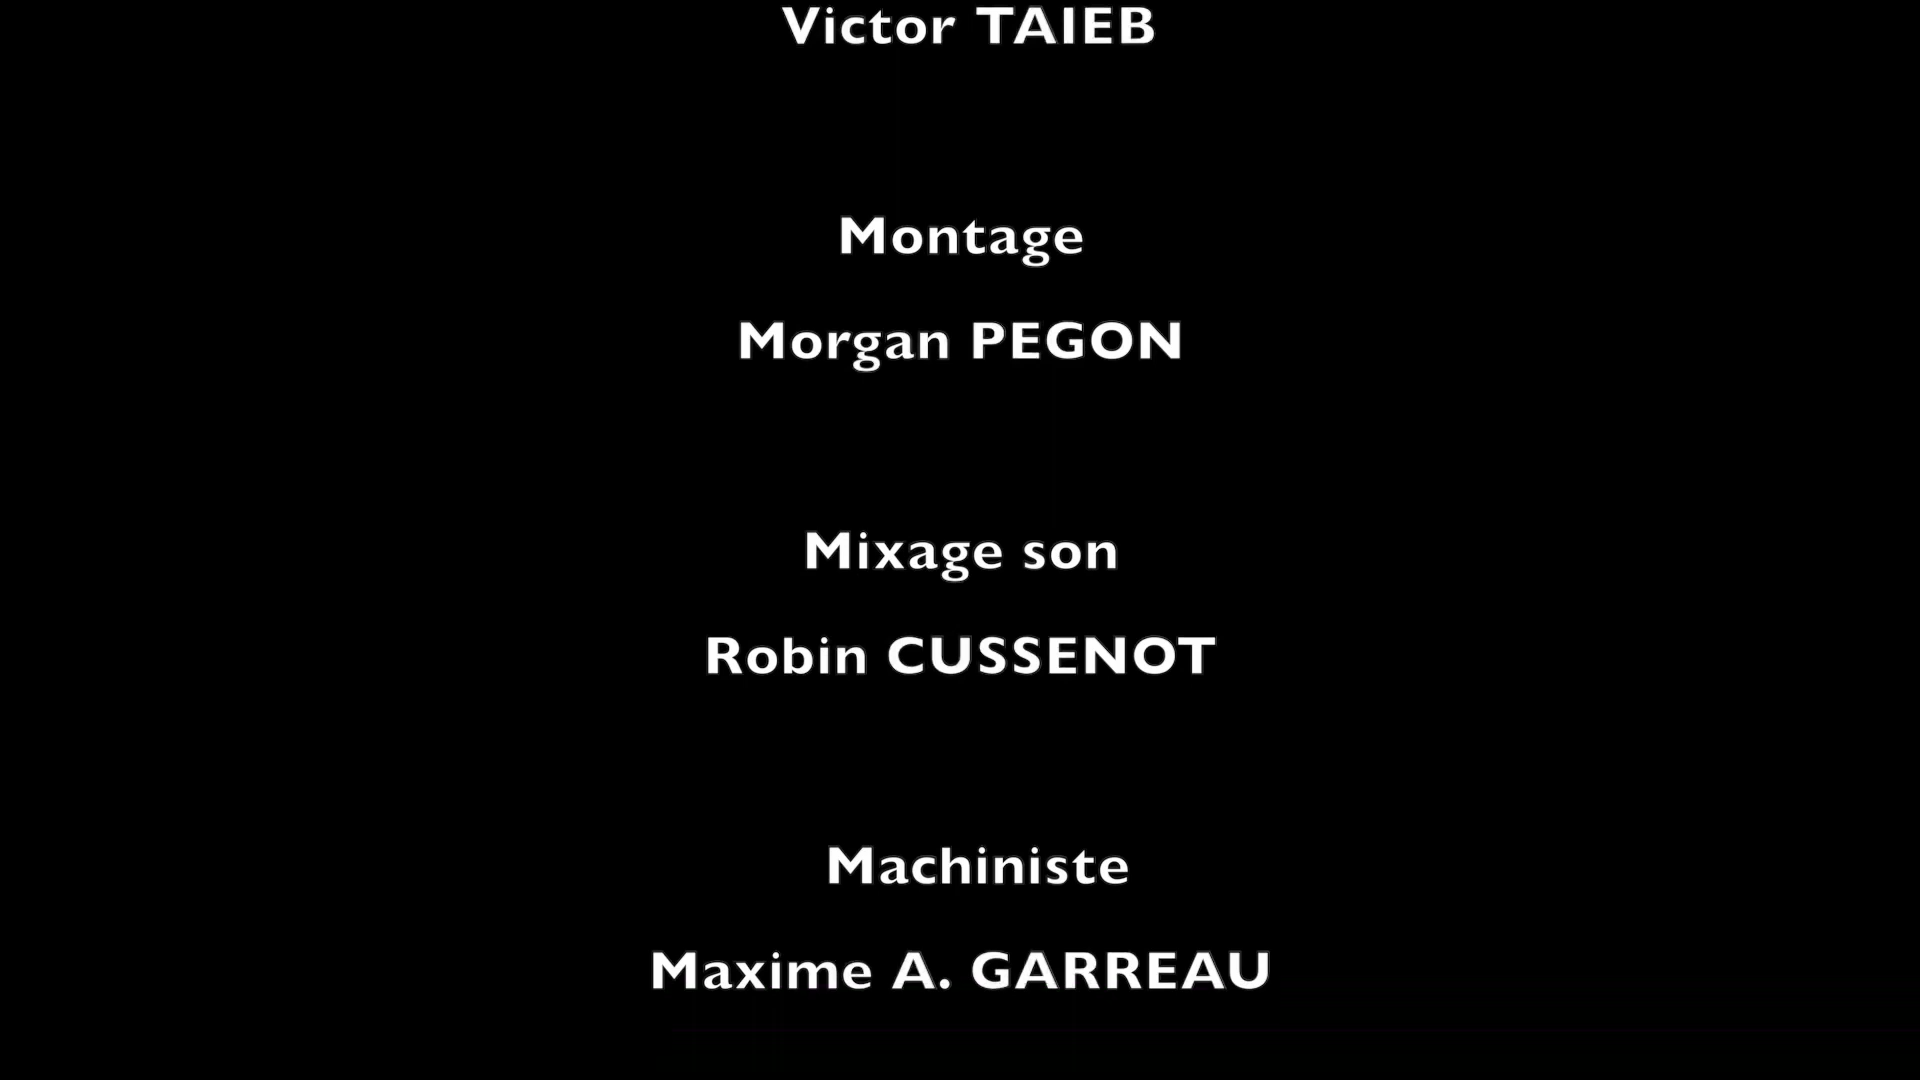 Victor TAIEB
Montage
Morgan PEGON
Mixage son
Robin CUSSENOT
Machiniste
Maxime A. GARREAU